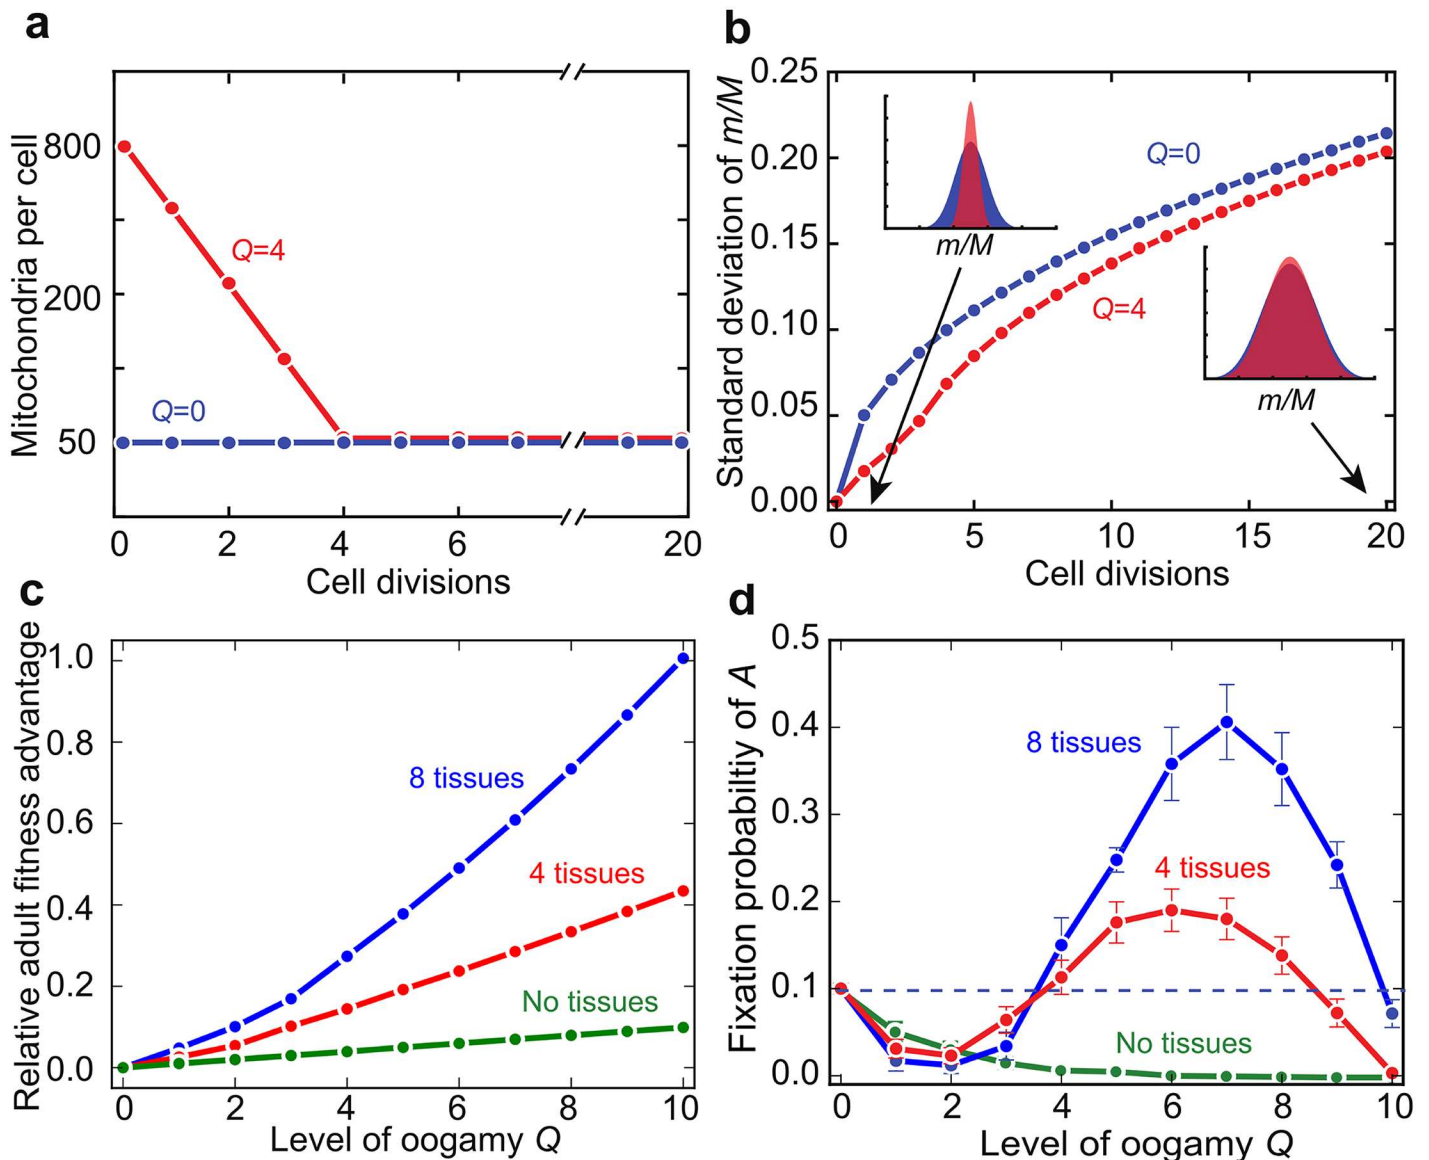 a
Mitochondria per cell
800
200
50
Q=4
Q=0
0 2 4 6 20
Cell divisions
b
Standard deviation of m/M
0.25
0.20
0.15
0.10
0.05
0.00
m/M
Q=0
Q=4
m/M
0 5 10 15 20
Cell divisions
c
Relative adult fitness advantage
1.0
0.8
0.6
0.4
0.2
0.0
8 tissues
4 tissues
No tissues
0 2 4 6 8 10
Level of oogamy Q
d
Fixation probabiltiy of A
0.5
0.4
0.3
0.2
0.1
0.0
8 tissues
4 tissues
No tissues
0 2 4 6 8 10
Level of oogamy Q